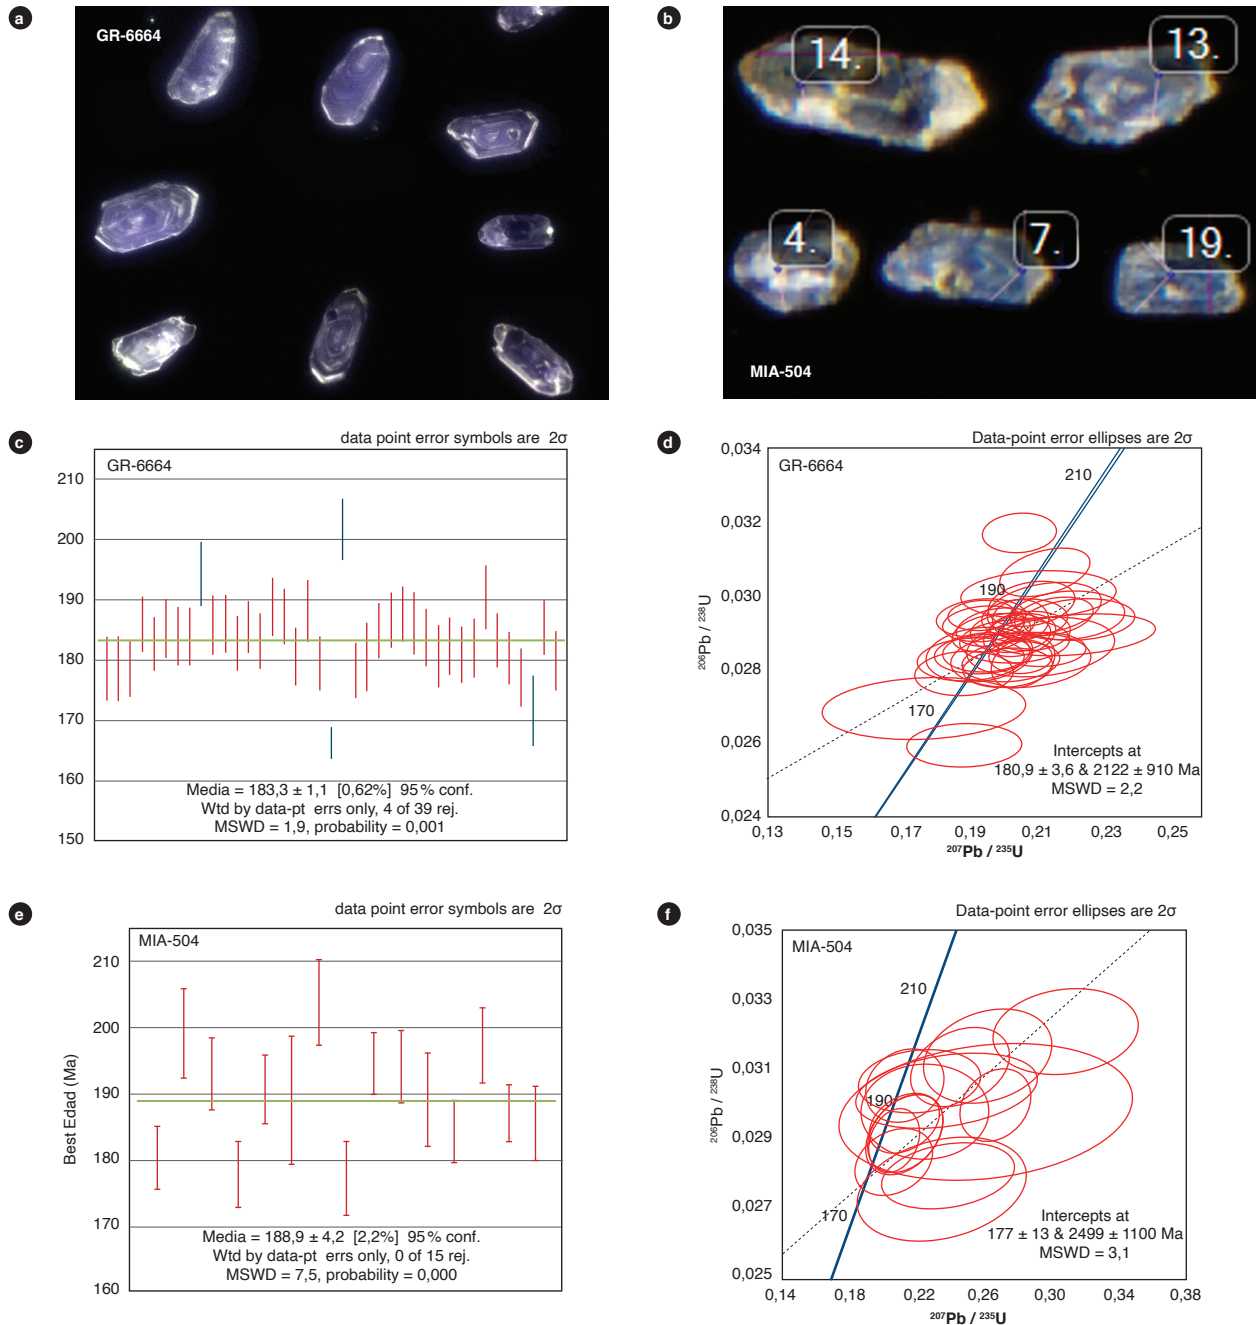 a
GR-6664
b
14.
13.
4.
7.
19.
MIA-504
c
data point error symbols are 2σ
GR-6664
210
200
190
180
170
160
150
Media = 183,3 ± 1,1 [0,62%] 95% conf.
Wtd by data-pt errs only, 4 of 39 rej.
MSWD = 1,9, probability = 0,001
d
Data-point error ellipses are 2σ
GR-6664
0,034
0,032
0,030
0,028
0,026
0,024
206Pb / 238U
210
190
170
Intercepts at
180,9 ± 3,6 & 2122 ± 910 Ma
MSWD = 2,2
0,13 0,15 0,17 0,19 0,21 0,23 0,25
207Pb / 235U
e
data point error symbols are 2σ
MIA-504
210
200
190
180
170
160
Best Edad (Ma)
Media = 188,9 ± 4,2 [2,2%] 95% conf.
Wtd by data-pt errs only, 0 of 15 rej.
MSWD = 7,5, probability = 0,000
f
Data-point error ellipses are 2σ
MIA-504
0,035
0,033
0,031
0,029
0,027
0,025
206Pb / 238U
210
190
170
Intercepts at
177 ± 13 & 2499 ± 1100 Ma
MSWD = 3,1
0,14 0,18 0,22 0,26 0,30 0,34 0,38
207Pb / 235U